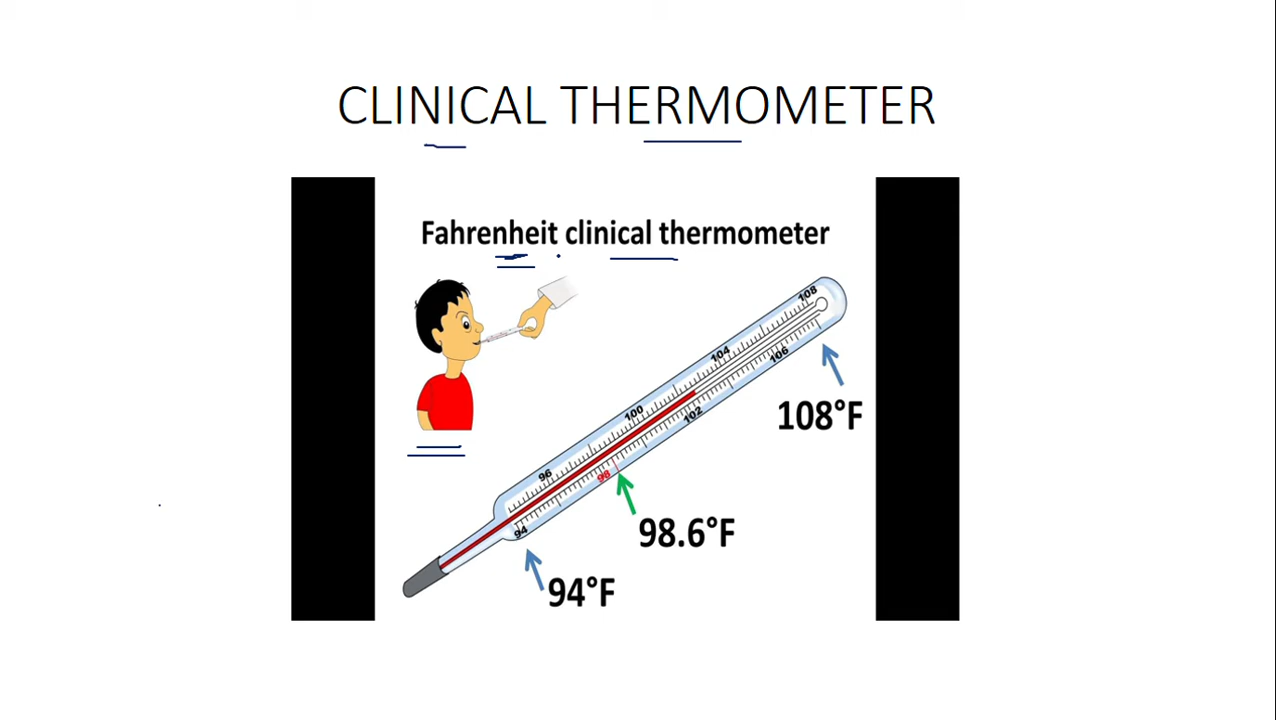 CLINICAL THERMOMETER
Fahrenheit clinical thermometer
108
104
106
100
102
108°F
96
98
98.6°F
94
94°F